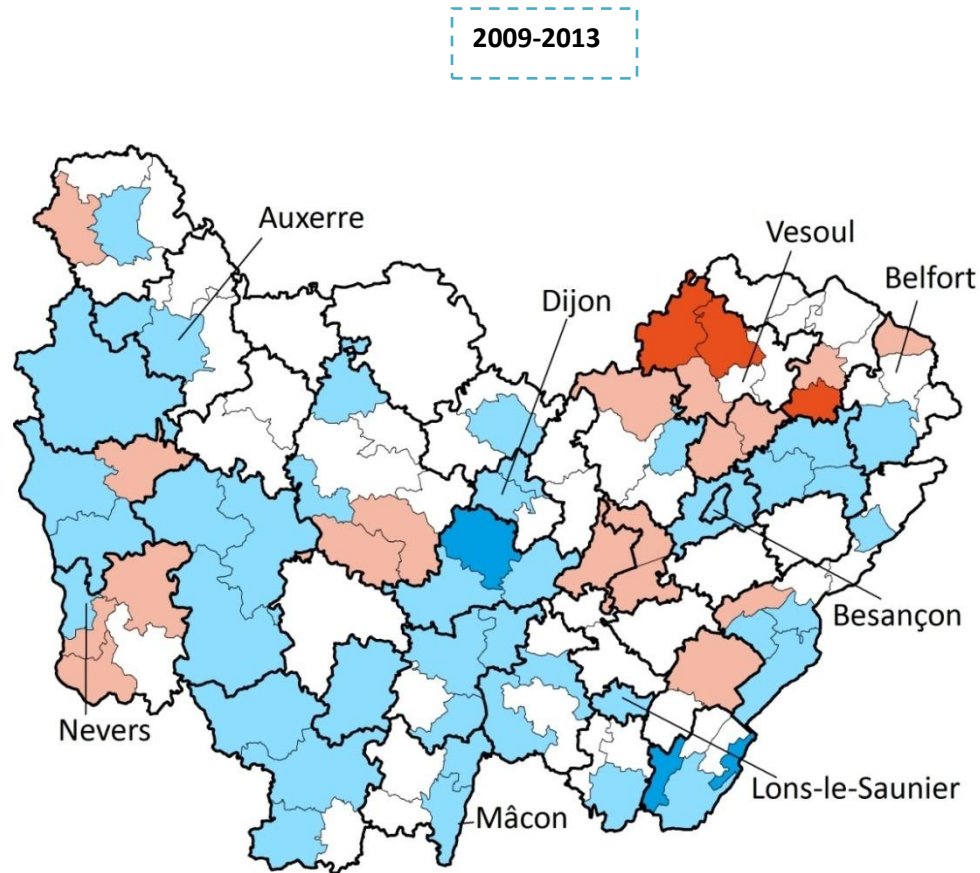 2009-2013
Auxerre
Vesoul
Belfort
Dijon
Besançon
Nevers
Lons-le-Saunier
Mâcon